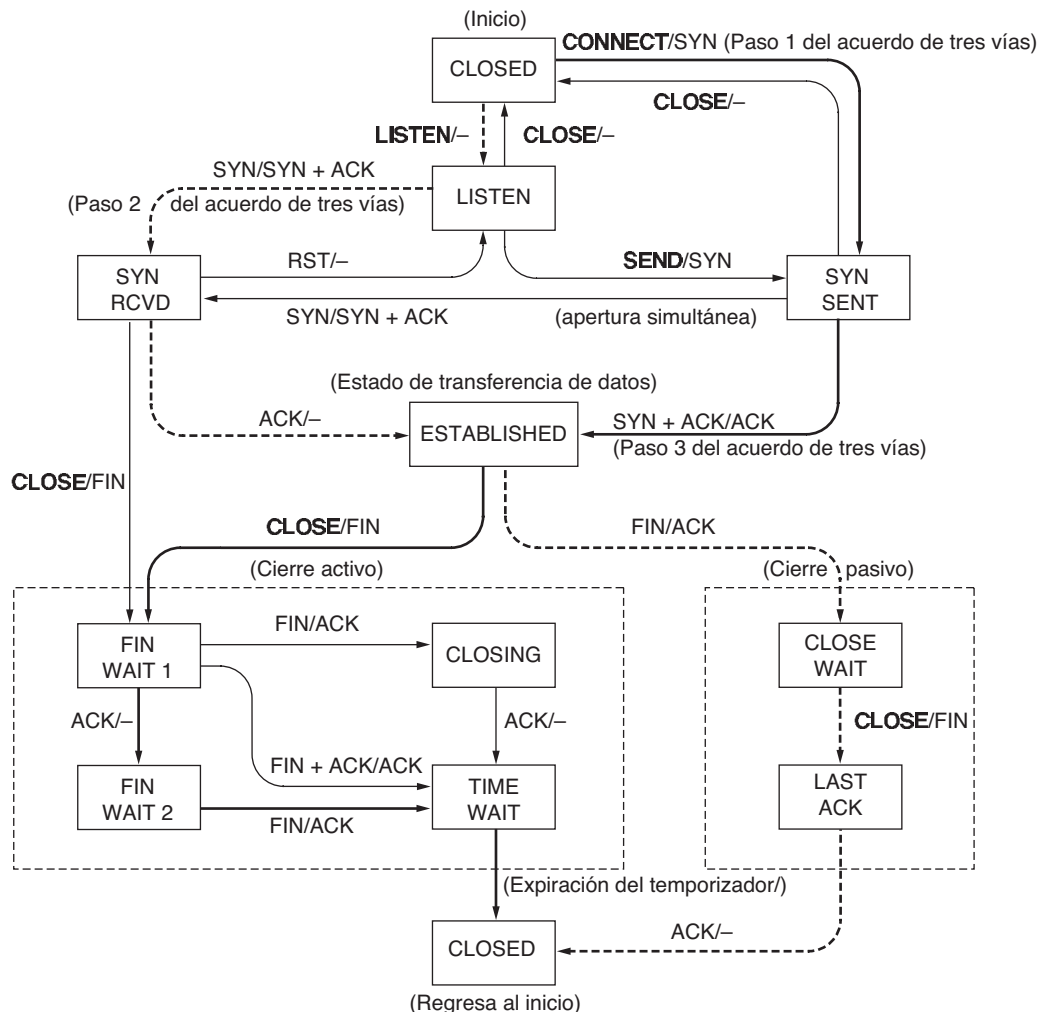 (Inicio)
CLOSED
CONNECT/SYN (Paso 1 del acuerdo de tres vías)
CLOSE/–
LISTEN/–
CLOSE/–
SYN/SYN + ACK
(Paso 2 del acuerdo de tres vías)
LISTEN
SYN
RCVD
RST/–
SEND/SYN
SYN
SENT
SYN/SYN + ACK
(apertura simultánea)
(Estado de transferencia de datos)
ACK/–
ESTABLISHED
SYN + ACK/ACK
(Paso 3 del acuerdo de tres vías)
CLOSE/FIN
CLOSE/FIN
FIN/ACK
(Cierre activo)
(Cierre pasivo)
FIN
WAIT 1
FIN/ACK
CLOSING
CLOSE
WAIT
ACK/–
ACK/–
CLOSE/FIN
FIN + ACK/ACK
FIN
WAIT 2
FIN/ACK
TIME
WAIT
LAST
ACK
(Expiración del temporizador/)
CLOSED
ACK/–
(Regresa al inicio)